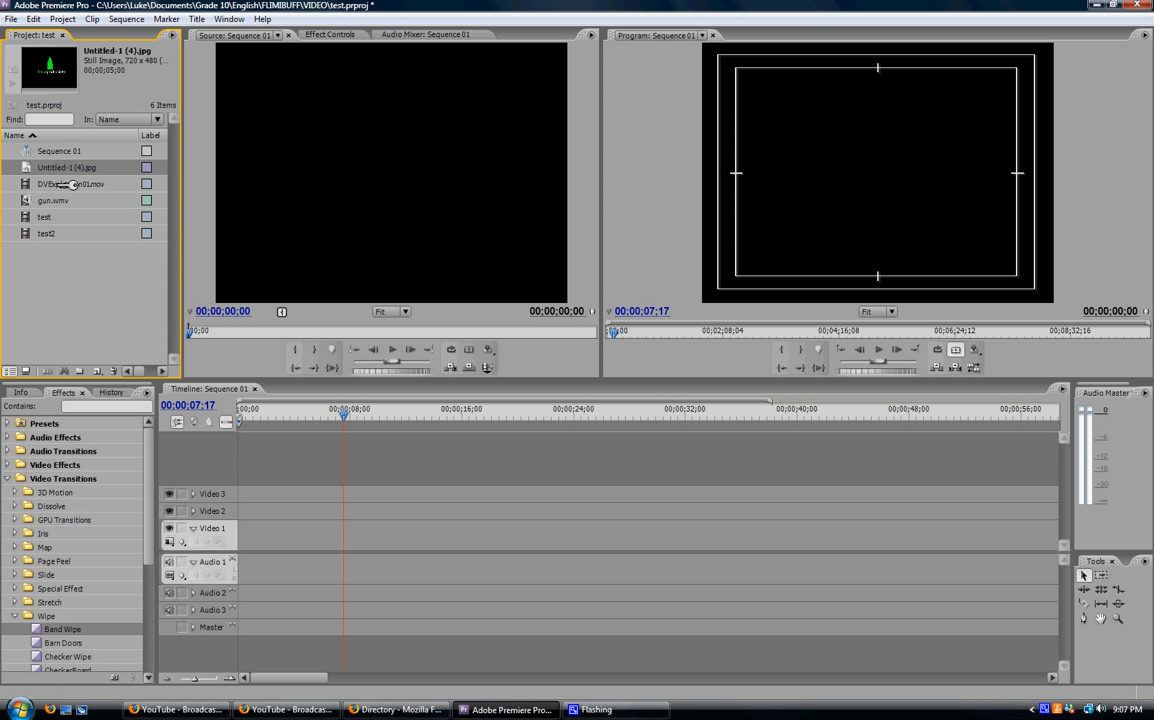 Adobe Premiere Pro - C:\Users\Luke\Documents\Grade 10\English\FLIMIBUFF\VIDEO\test.prproj *
File Edit Project Clip Sequence Marker Title Window Help
Project: test
Untitled-1 (4).jpg
Still Image, 720 x 480 (...
00;00;05;00
test.prproj 6 Items
Find: In: Name
Name Label
Sequence 01
Untitled-1 (4).jpg
gun.wmv
test
test2
Source: Sequence 01 Effect Controls Audio Mixer: Sequence 01
00;00;00;00 Fit 00;00;00;00
00;00
Program: Sequence 01
00;00;07;17 Fit 00;00;00;00
00;00 00;02;08;04 00;04;16;08 00;06;24;12 00;08;32;16
Info Effects History
Contains:
Presets
Audio Effects
Audio Transitions
Video Effects
Video Transitions
3D Motion
Dissolve
GPU Transitions
Iris
Map
Page Peel
Slide
Special Effect
Stretch
Wipe
Band Wipe
Barn Doors
Checker Wipe
CheckerBoard
Timeline: Sequence 01
00;00;07;17
;00;00 00;00;08;00 00;00;16;00 00;00;24;00 00;00;32;00 00;00;40;00 00;00;48;00 00;00;56;00
Video 3
Video 2
Video 1
Audio 1
Audio 2
Audio 3
Master
Audio Master
0
-6
-12
-18
-30
Tools
YouTube - Broadcas... YouTube - Broadcas... Directory - Mozilla F... Adobe Premiere Pro... Flashing 9:07 PM